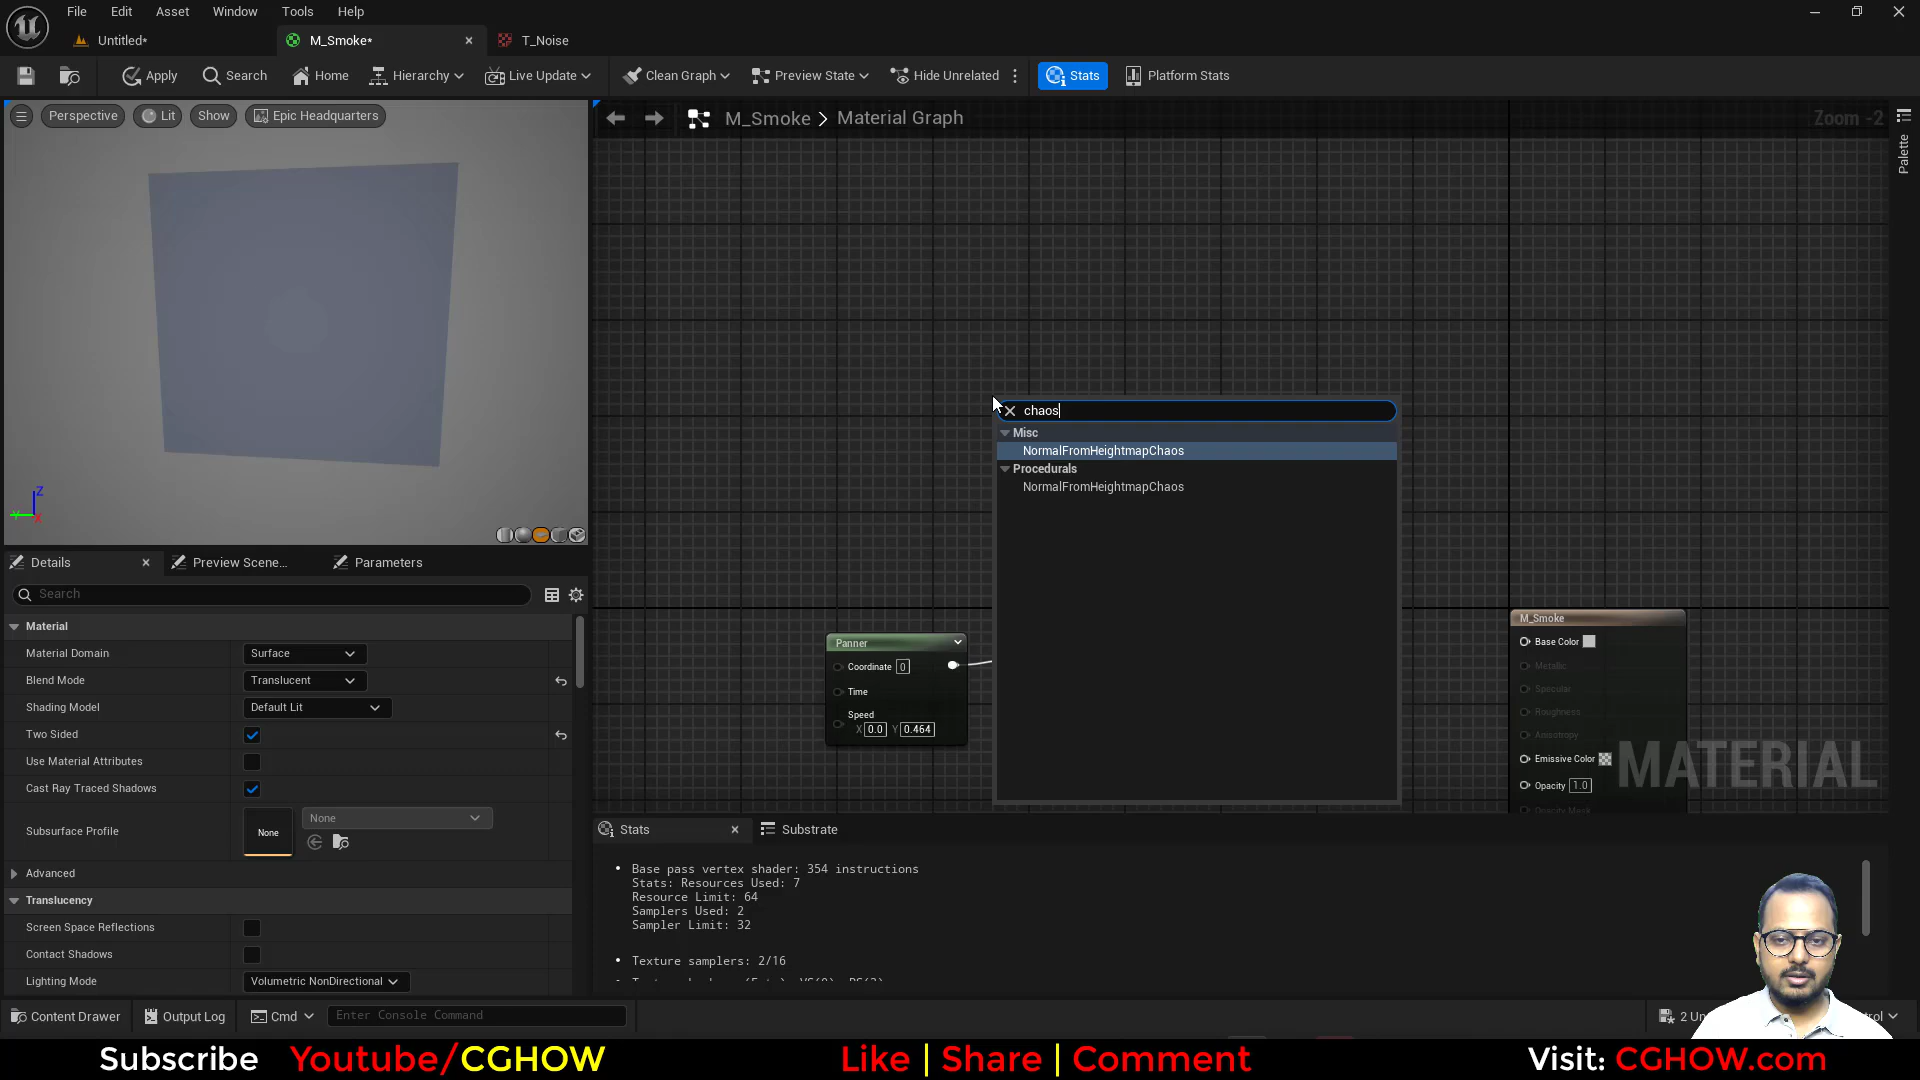 File Edit Asset Window Tools Help
Untitled* M_Smoke* T_Noise
Apply Search Home Hierarchy Live Update Clean Graph Preview State Hide Unrelated Stats Platform Stats
Perspective Lit Show Epic Headquarters
M_Smoke > Material Graph
Zoom -2
Palette
chaos
Misc
NormalFromHeightmapChaos
Procedurals
NormalFromHeightmapChaos
Z
X
Panner
Coordinate 0
Time
Speed
X 0.0 Y 0.464
M_Smoke
Base Color
Metallic
Specular
Roughness
Anisotropy
Emissive Color
Opacity 1.0
Opacity Mask
MATERIAL
Details Preview Scene... Parameters
Search
Material
Material Domain Surface
Blend Mode Translucent
Shading Model Default Lit
Two Sided
Use Material Attributes
Cast Ray Traced Shadows
Subsurface Profile None None
Advanced
Translucency
Screen Space Reflections
Contact Shadows
Lighting Mode Volumetric NonDirectional
Stats Substrate
Base pass vertex shader: 354 instructions
Stats: Resources Used: 7
Resource Limit: 64
Samplers Used: 2
Sampler Limit: 32
Texture samplers: 2/16
Content Drawer Output Log Cmd Enter Console Command
Subscribe Youtube/CGHOW Like | Share | Comment Visit: CGHOW.com